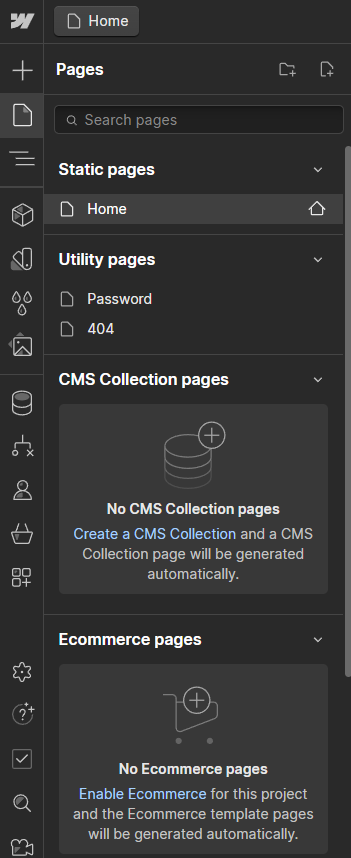 Home
Pages
Search pages
Static pages
Home
Utility pages
Password
404
CMS Collection pages
No CMS Collection pages
Create a CMS Collection and a CMS
Collection page will be generated
automatically.
Ecommerce pages
No Ecommerce pages
Enable Ecommerce for this project
and the Ecommerce template pages
will be generated automatically.